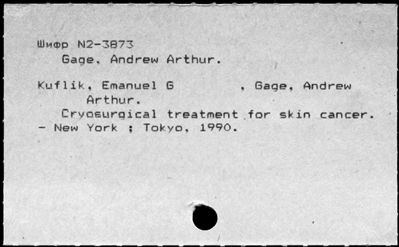 Шифр N2-3873
Gage, Andrew Arthur.
Kuflik, Emanuel G , Gage, Andrew
Arthur.
Cryosurgical treatment for skin cancer.
- New York ; Tokyo, 1990.